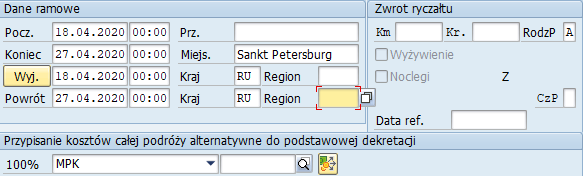 Dane ramowe
Pocz. 18.04.2020 00:00 Prz.
Koniec 27.04.2020 00:00 Miejs. Sankt Petersburg
Wyj. 18.04.2020 00:00 Kraj RU Region
Powrót 27.04.2020 00:00 Kraj RU Region
Zwrot ryczałtu
Km Kr. RodzP A
Wyżywienie
Noclegi Z
CzP
Data ref.
Przypisanie kosztów całej podróży alternatywne do podstawowej dekretacji
100% MPK